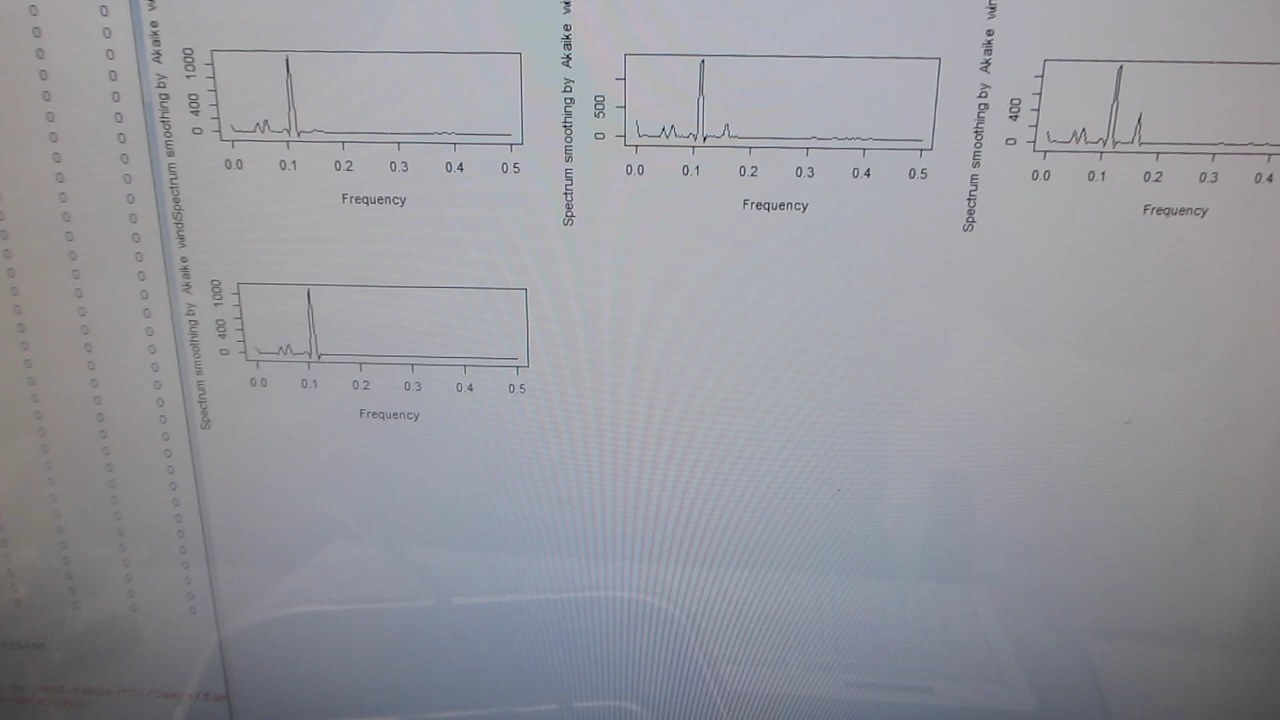 Spectrum smoothing by Akaike
0 400 1000
0.0 0.1 0.2 0.3 0.4 0.5
Frequency
Spectrum smoothing by Akaike
0 500
0.0 0.1 0.2 0.3 0.4 0.5
Frequency
Spectrum smoothing by Akaike
0 400
0.0 0.1 0.2 0.3 0.4
Frequency
Spectrum smoothing by Akaike
0 400 1000
0.0 0.1 0.2 0.3 0.4 0.5
Frequency